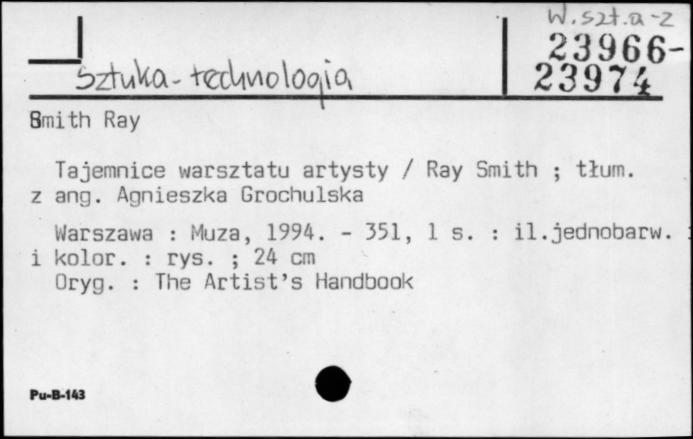 W.szt.a-z
23966-
23974
Sztuka-technologia
Smith Ray
Tajemnice warsztatu artysty / Ray Smith ; tłum.
z ang. Agnieszka Grochulska
Warszawa : Muza, 1994. - 351, 1 s. : il.jednobarw.
i kolor. : rys. ; 24 cm
Oryg. : The Artist's Handbook
Pu-B-143